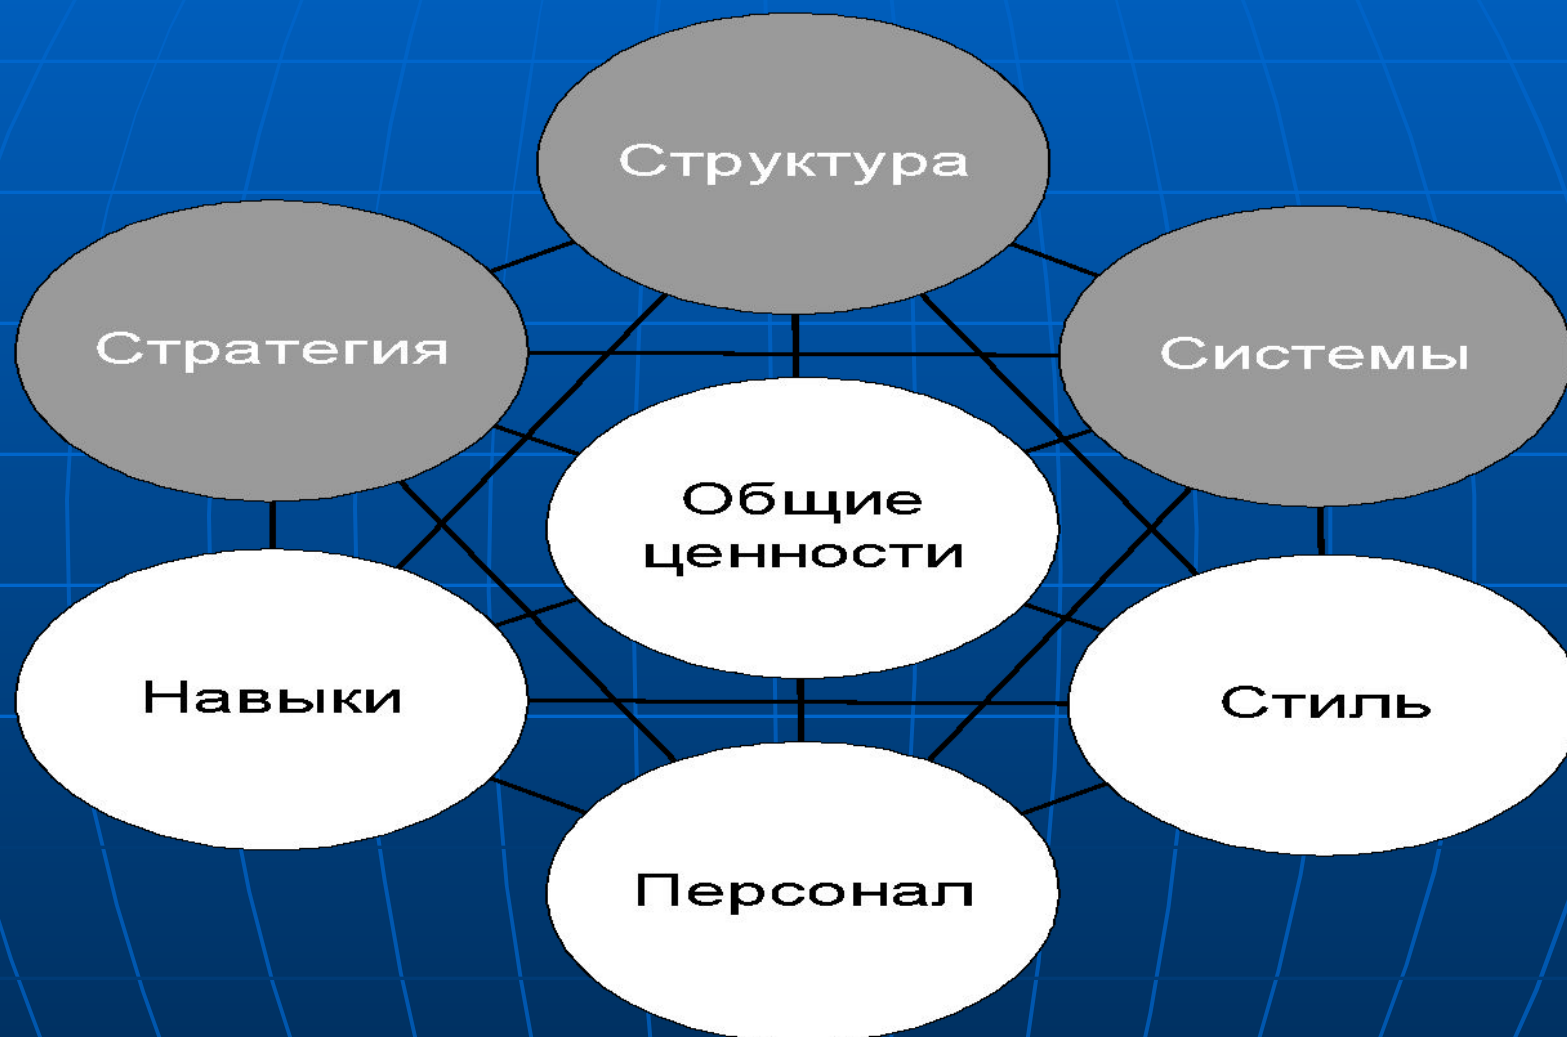 Структура
Стратегия
Системы
Общие
ценности
Навыки
Стиль
Персонал